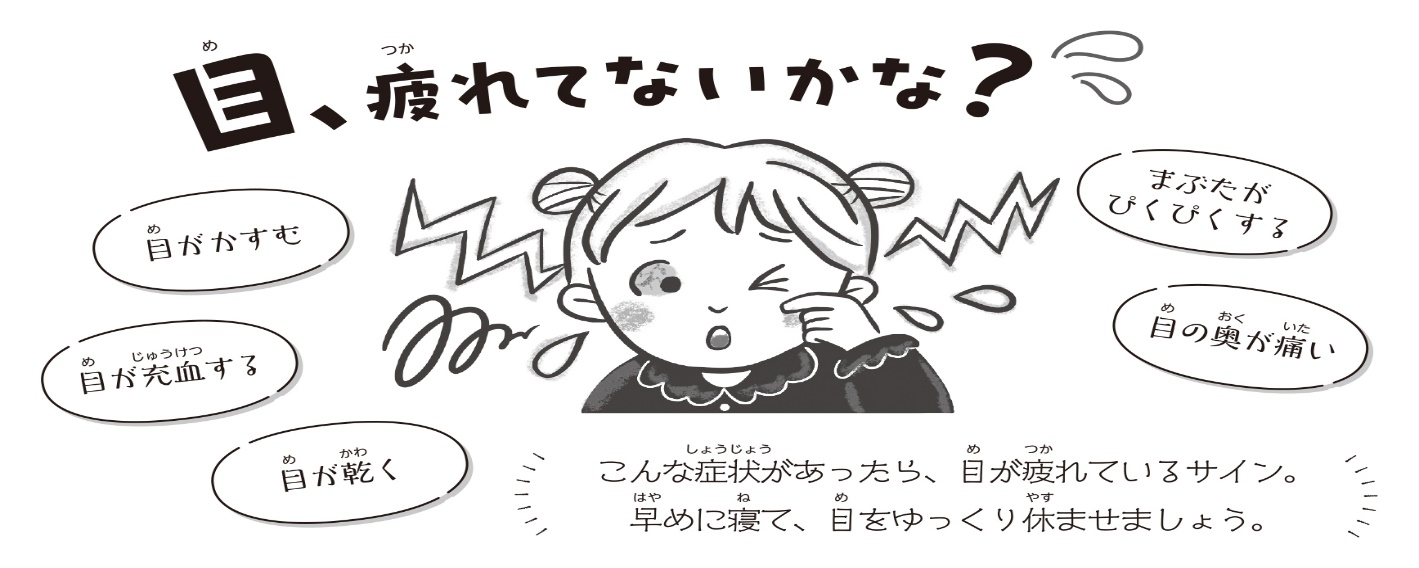 目、疲れてないかな?
目がかすむ
目が充血する
目が乾く
まぶたが
ぴくぴくする
目の奥が痛い
こんな症状があったら、目が疲れているサイン。
早めに寝て、目をゆっくり休ませましょう。